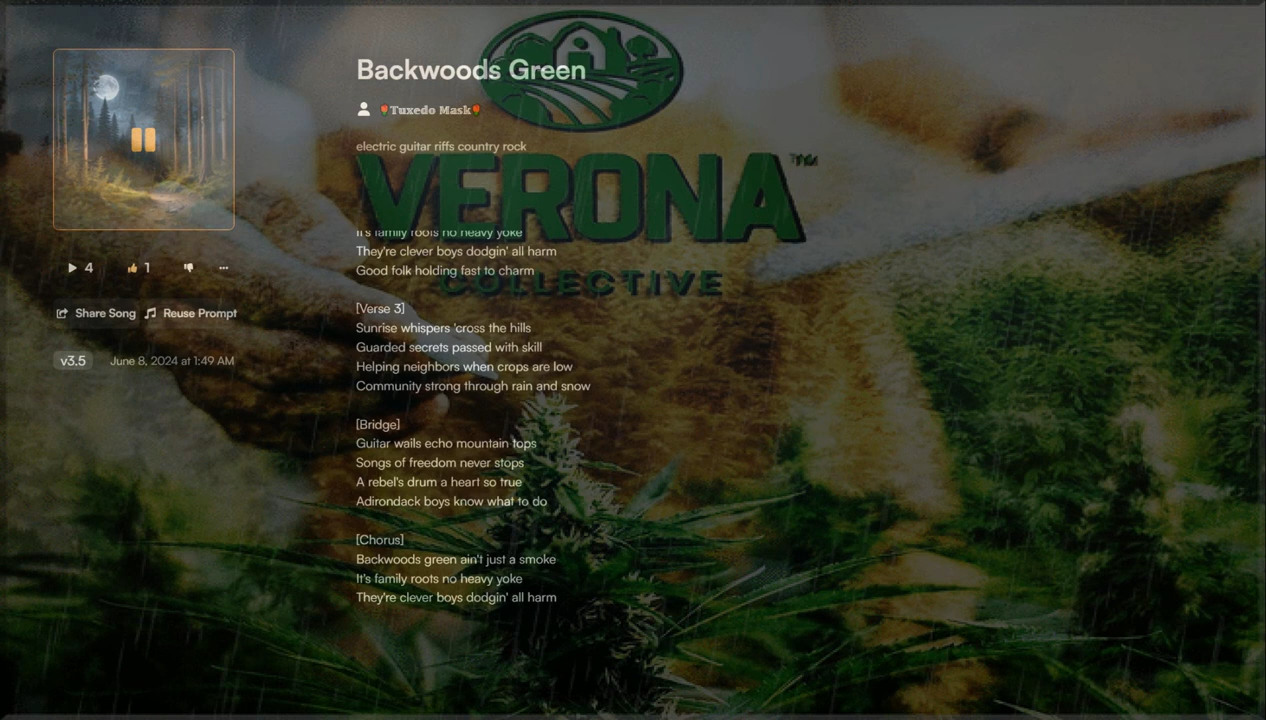 Backwoods Green
🌹Tuxedo Mask🌹
electric guitar riffs country rock
VERONA™
COLLECTIVE
It's family roots no heavy yoke
They're clever boys dodgin' all harm
Good folk holding fast to charm
[Verse 3]
Sunrise whispers 'cross the hills
Guarded secrets passed with skill
Helping neighbors when crops are low
Community strong through rain and snow
[Bridge]
Guitar wails echo mountain tops
Songs of freedom never stops
A rebel's drum a heart so true
Adirondack boys know what to do
[Chorus]
Backwoods green ain't just a smoke
It's family roots no heavy yoke
They're clever boys dodgin' all harm
4 1
Share Song Reuse Prompt
v3.5 June 8, 2024 at 1:49 AM